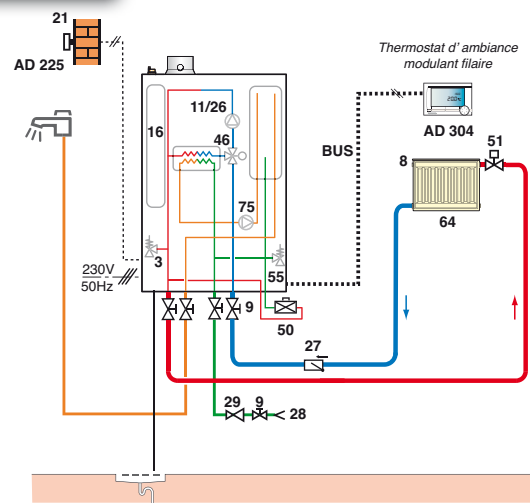 21
AD 225
Thermostat d' ambiance
modulant filaire
11/26
16
46
BUS
AD 304
51
8
64
75
3
55
230V
50Hz
9
50
27
29
9
28